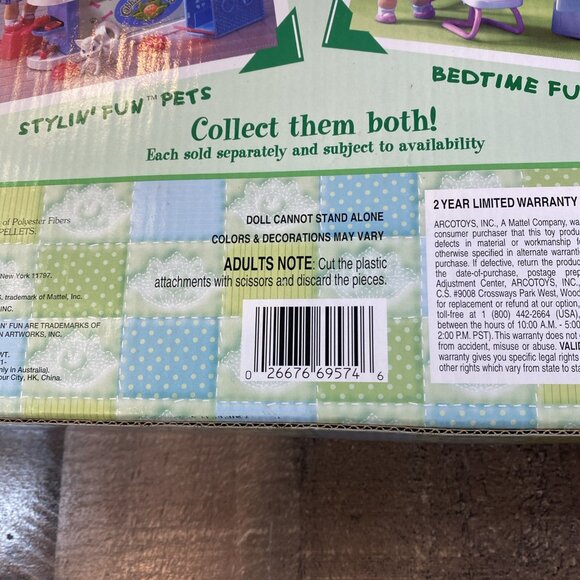 STYLIN' FUN™ PETS
BEDTIME FU
Collect them both!
Each sold separately and subject to availability
of Polyester Fibers
PELLETS.
New York 11797.
S. trademark of Mattel, Inc.
Inc.
N' FUN ARE TRADEMARKS OF
N ARTWORKS, INC.
WT.
1-
nly in Australia).
our City, HK, China.
DOLL CANNOT STAND ALONE
COLORS & DECORATIONS MAY VARY
ADULTS NOTE: Cut the plastic
attachments with scissors and discard the pieces.
0 26676 69574 6
2 YEAR LIMITED WARRANTY
ARCOTOYS, INC., A Mattel Company, wa
consumer purchaser that this toy produc
defects in material or workmanship f
otherwise specified in alternate warrantie
purchase. If defective, return the produc
the date-of-purchase, postage prep
Adjustment Center, ARCOTOYS, INC.,
C.S. #9008 Crossways Park West, Wood
for replacement or refund at our option,
toll-free at 1 (800) 442-2664 (USA),
between the hours of 10:00 A.M. - 5:0
2:00 P.M. PST). This warranty does not
from accident, misuse or abuse. VALID
warranty gives you specific legal rights
other rights which vary from state to sta